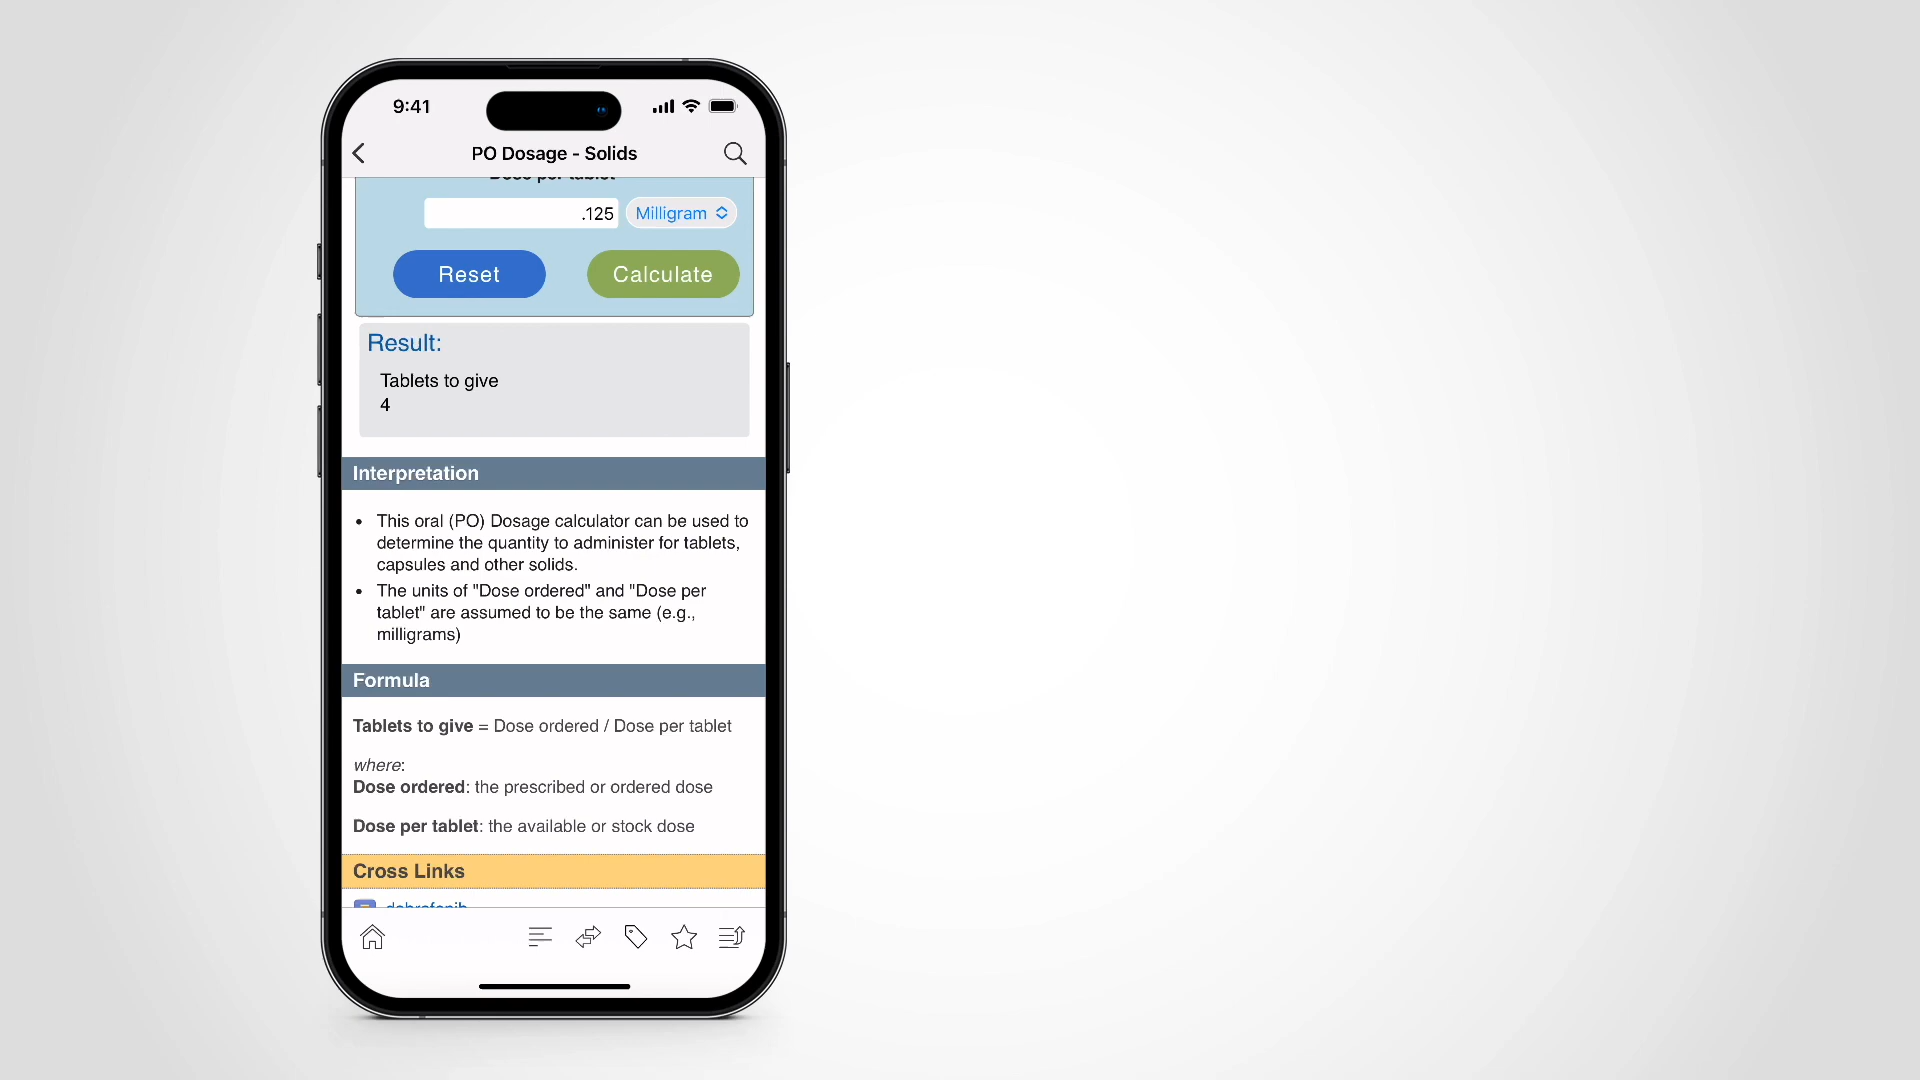 9:41
PO Dosage - Solids
Dose per tablet
.125 Milligram
Reset Calculate
Result:
Tablets to give
4
Interpretation
• This oral (PO) Dosage calculator can be used to
determine the quantity to administer for tablets,
capsules and other solids.
• The units of "Dose ordered" and "Dose per
tablet" are assumed to be the same (e.g.,
milligrams)
Formula
Tablets to give = Dose ordered / Dose per tablet
where:
Dose ordered: the prescribed or ordered dose
Dose per tablet: the available or stock dose
Cross Links
dabrafenib